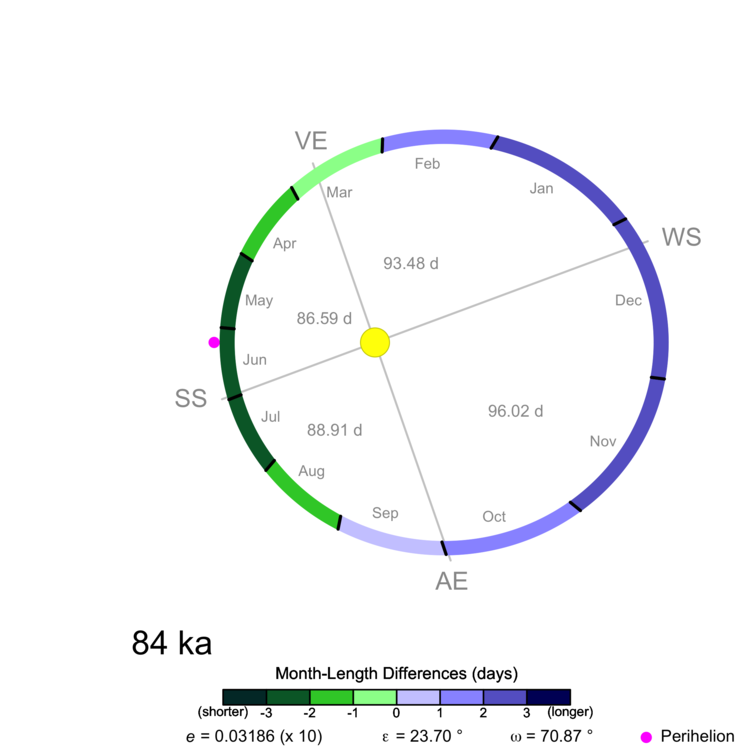 VE
Feb
Mar
Jan
WS
Apr
93.48 d
May
Dec
86.59 d
Jun
SS
Jul
96.02 d
88.91 d
Nov
Aug
Sep
Oct
AE
84 ka
Month-Length Differences (days)
(shorter) -3 -2 -1 0 1 2 3 (longer)
e = 0.03186 (x 10) ε = 23.70 ° ω = 70.87 ° Perihelion